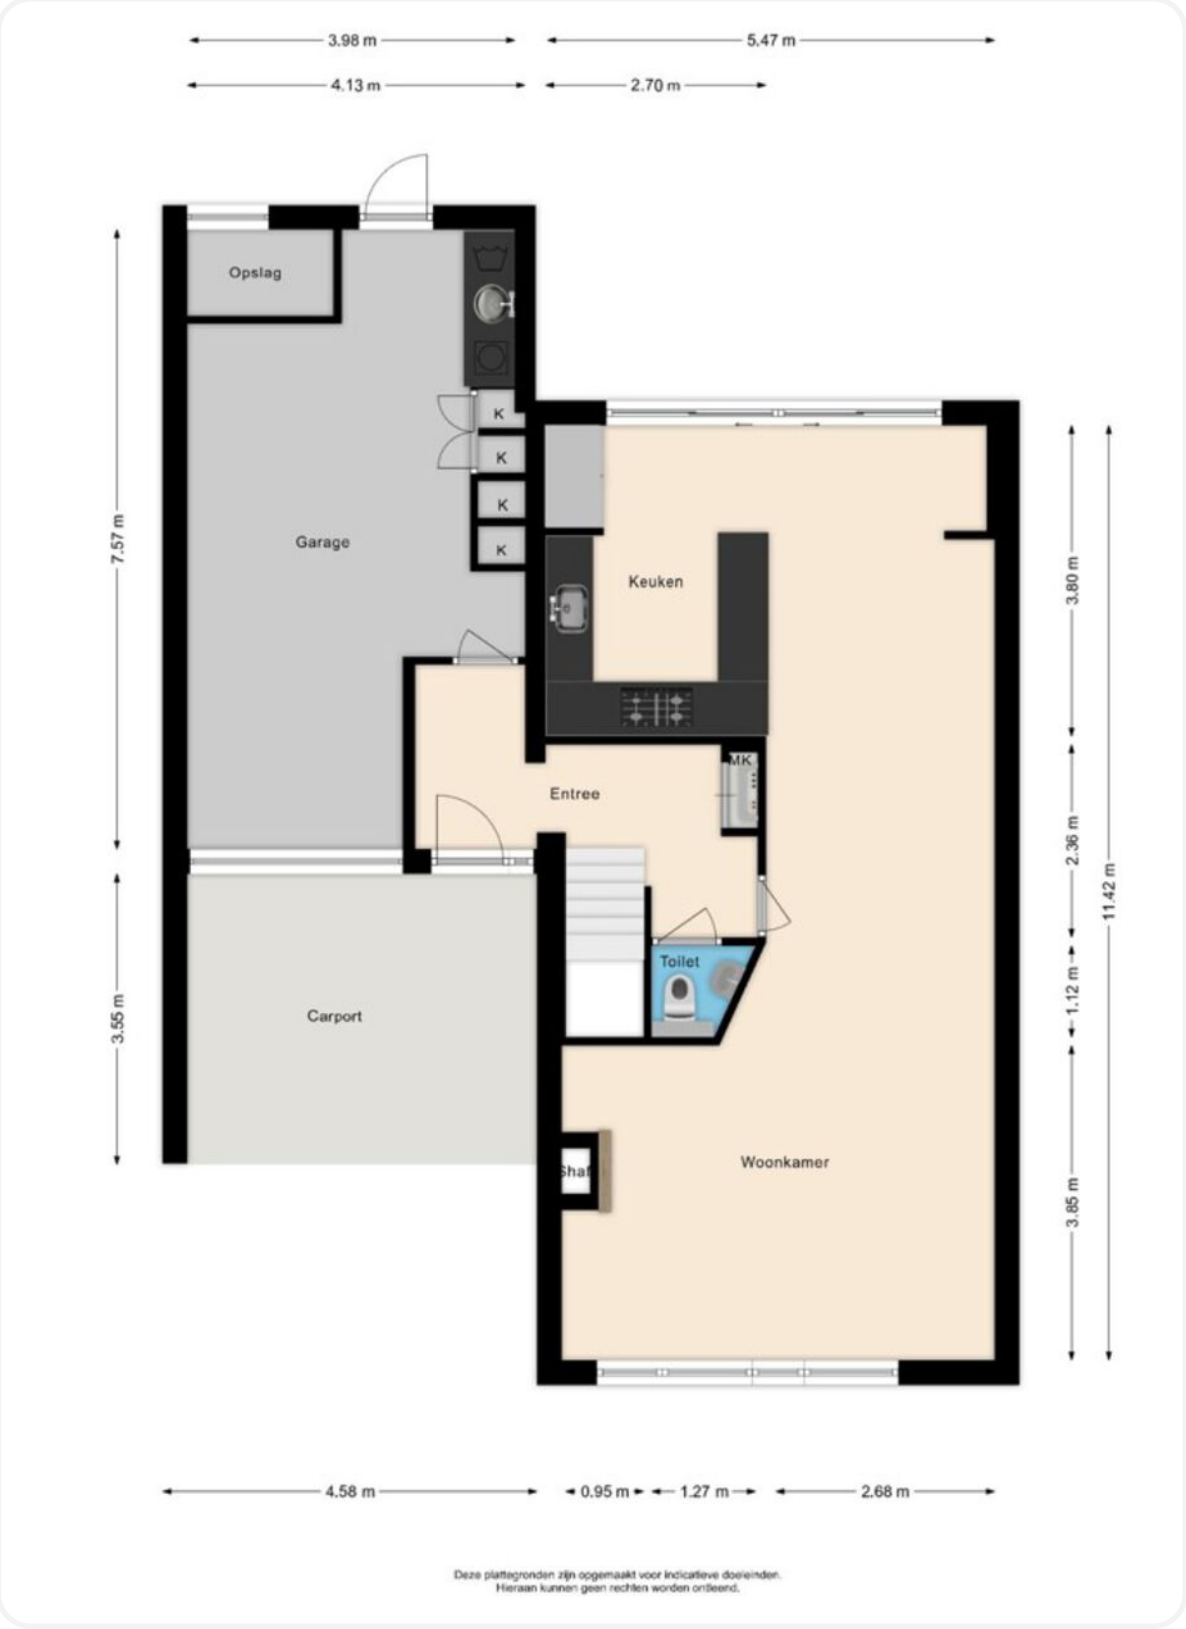 3.98 m
5.47 m
4.13 m
2.70 m
Opslag
K
K
K
K
Garage
Keuken
7.57 m
3.80 m
MK
Entree
2.36 m
11.42 m
Toilet
1.12 m
3.55 m
Carport
Woonkamer
Shaf
3.85 m
4.58 m
0.95 m
1.27 m
2.68 m
Deze plattegronden zijn opgemaakt voor indicatieve doeleinden.
Hieraan kunnen geen rechten worden ontleend.